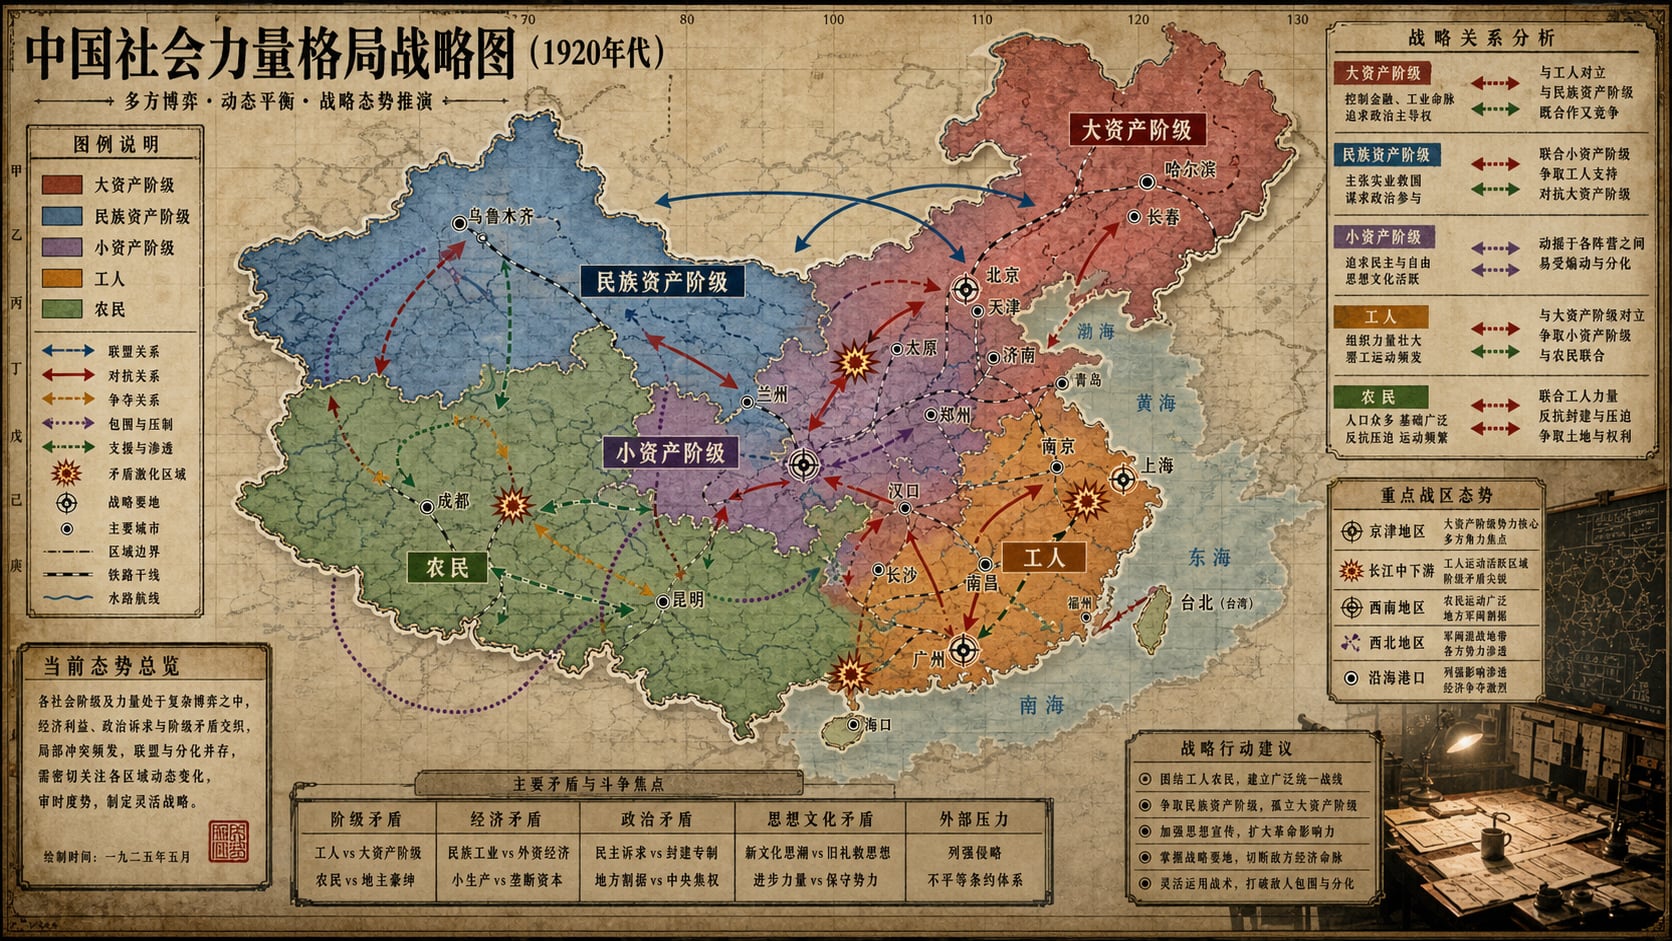 中国社会力量格局战略图（1920年代）
多方博弈·动态平衡·战略态势推演
70
80
100
110
120
130
甲
乙
丙
丁
戊
己
庚
图例说明
大资产阶级
民族资产阶级
小资产阶级
工人
农民
联盟关系
对抗关系
争夺关系
包围与压制
支援与渗透
矛盾激化区域
战略要地
主要城市
区域边界
铁路干线
水路航线
当前态势总览
各社会阶级及力量处于复杂博弈之中，
经济利益、政治诉求与阶级矛盾交织，
局部冲突频发，联盟与分化并存，
需密切关注各区域动态变化，
审时度势，制定灵活战略。
绘制时间：一九二五年五月
大资产阶级
哈尔滨
长春
乌鲁木齐
民族资产阶级
北京
天津
渤海
太原
济南
青岛
兰州
黄海
郑州
小资产阶级
南京
上海
汉口
成都
农民
工人
东海
长沙
南昌
昆明
福州
台北（台湾）
广州
南海
海口
战略关系分析
大资产阶级
控制金融、工业命脉
追求政治主导权
与工人对立
与民族资产阶级
既合作又竞争
民族资产阶级
主张实业救国
谋求政治参与
联合小资产阶级
争取工人支持
对抗大资产阶级
小资产阶级
追求民主与自由
思想文化活跃
动摇于各阵营之间
易受煽动与分化
工人
组织力量壮大
罢工运动频发
与大资产阶级对立
争取小资产阶级
与农民联合
农民
人口众多 基础广泛
反抗压迫 运动频繁
联合工人力量
反抗封建与压迫
争取土地与权利
重点战区态势
京津地区
大资产阶级势力核心
多方角力焦点
长江中下游
工人运动活跃区域
阶级矛盾尖锐
西南地区
农民运动广泛
地方军阀割据
西北地区
军阀混战地带
各方势力渗透
沿海港口
列强影响渗透
经济争夺激烈
战略行动建议
团结工人农民，建立广泛统一战线
争取民族资产阶级，孤立大资产阶级
加强思想宣传，扩大革命影响力
掌握战略要地，切断敌方经济命脉
灵活运用战术，打破敌人包围与分化
主要矛盾与斗争焦点
阶级矛盾
工人 vs 大资产阶级
农民 vs 地主豪绅
经济矛盾
民族工业 vs 外资经济
小生产 vs 垄断资本
政治矛盾
民主诉求 vs 封建专制
地方割据 vs 中央集权
思想文化矛盾
新文化思潮 vs 旧礼教思想
进步力量 vs 保守势力
外部压力
列强侵略
不平等条约体系